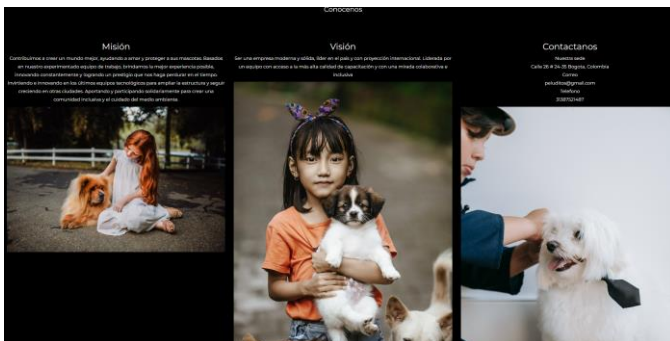 Conocenos
Misión
Contribuimos a crear un mundo mejor, ayudando a amar y proteger a sus mascotas. Basados
en nuestro experimentado equipo de trabajo, brindamos la mejor experiencia posible,
innovando constantemente y logrando un prestigio que nos haga perdurar en el tiempo.
Invirtiendo e innovando en los últimos equipos tecnológicos para ampliar la estructura y seguir
creciendo en otras ciudades. Aportando y participando solidariamente para crear una
comunidad inclusiva y el cuidado del medio ambiente.
Visión
Ser una empresa moderna y sólida, líder en el país y con proyección internacional. Liderada por
un equipo con acceso a la más alta calidad de capacitación y con una mirada colaborativa e
inclusiva
Contactanos
Nuestra sede
Calle 26 # 24-35 Bogota, Colombia
Correo
peluditos@gmail.com
Telefono